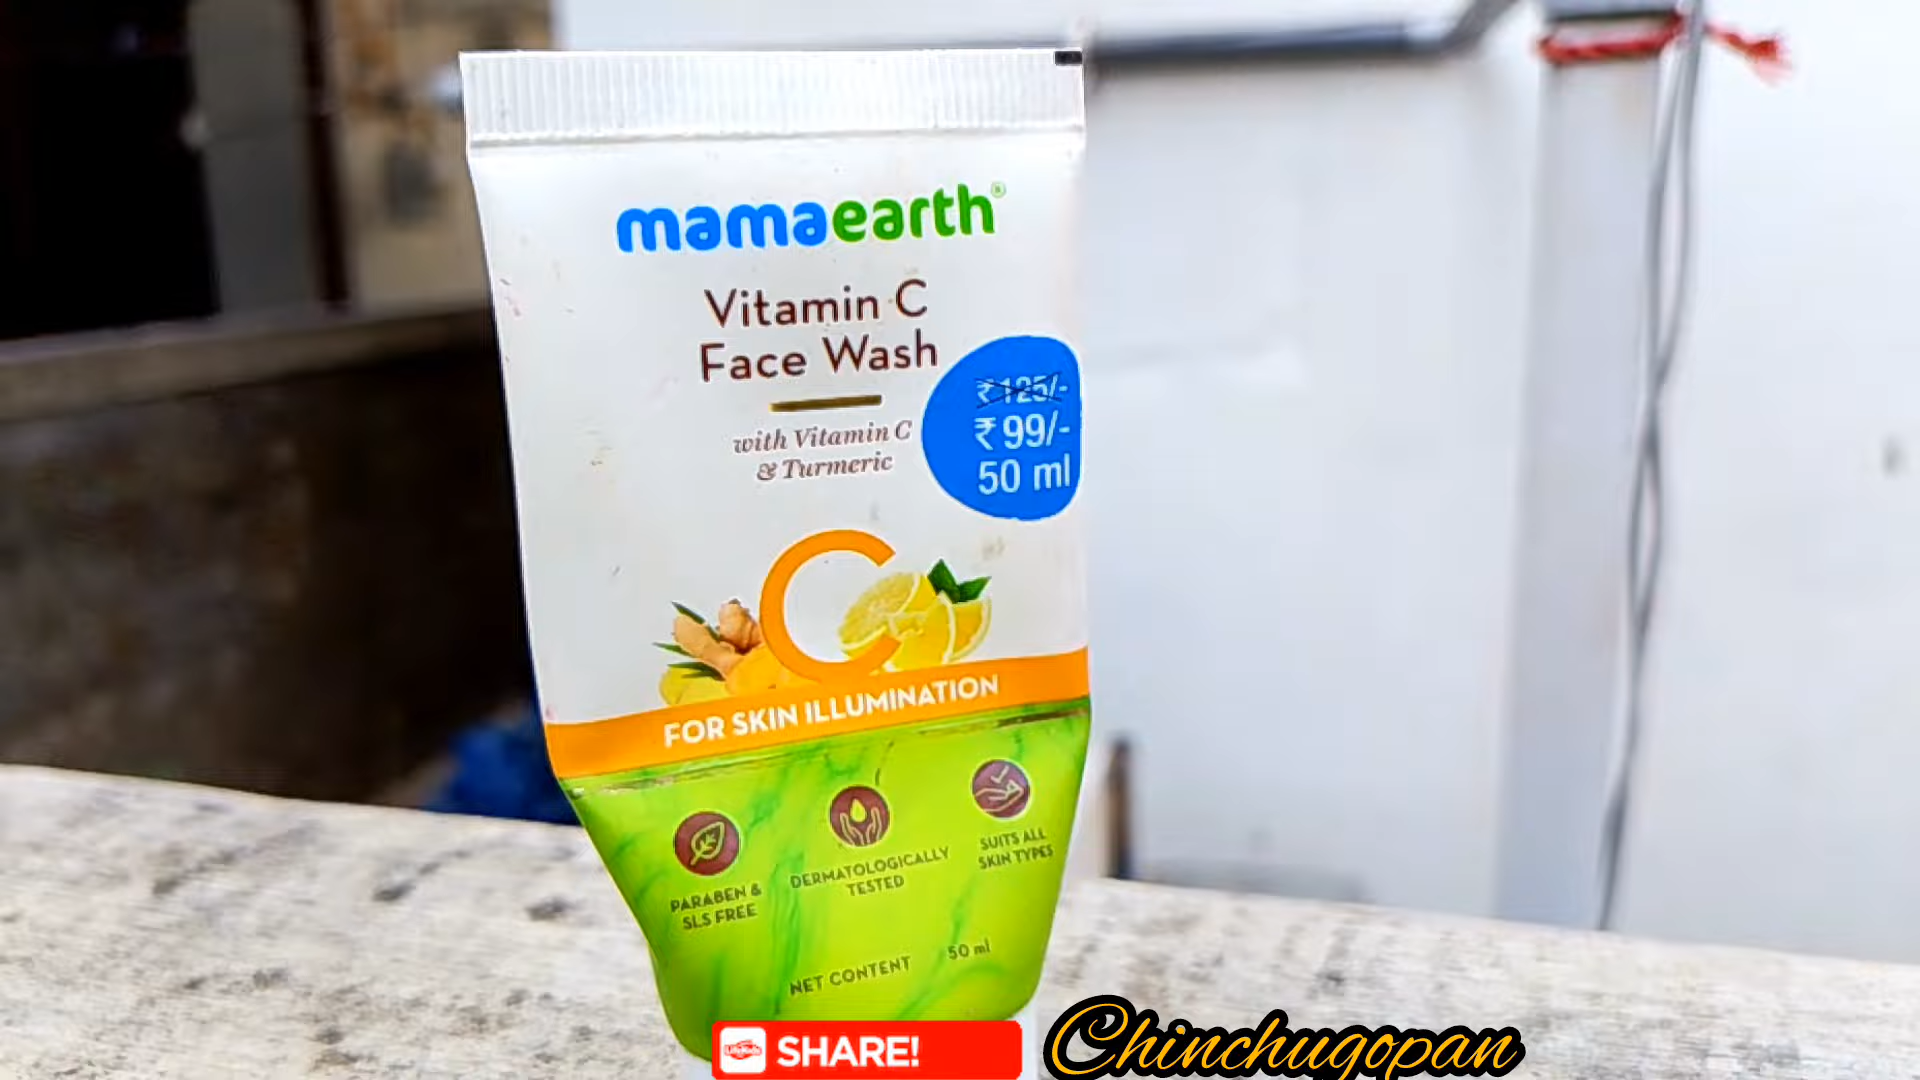 mamaearth®
Vitamin C
Face Wash
with Vitamin C
& Turmeric
₹125/-
₹99/-
50 ml
C
FOR SKIN ILLUMINATION
PARABEN &
SLS FREE
DERMATOLOGICALLY
TESTED
SUITS ALL
SKIN TYPES
NET CONTENT 50 ml
SHARE!
Chinchugopan